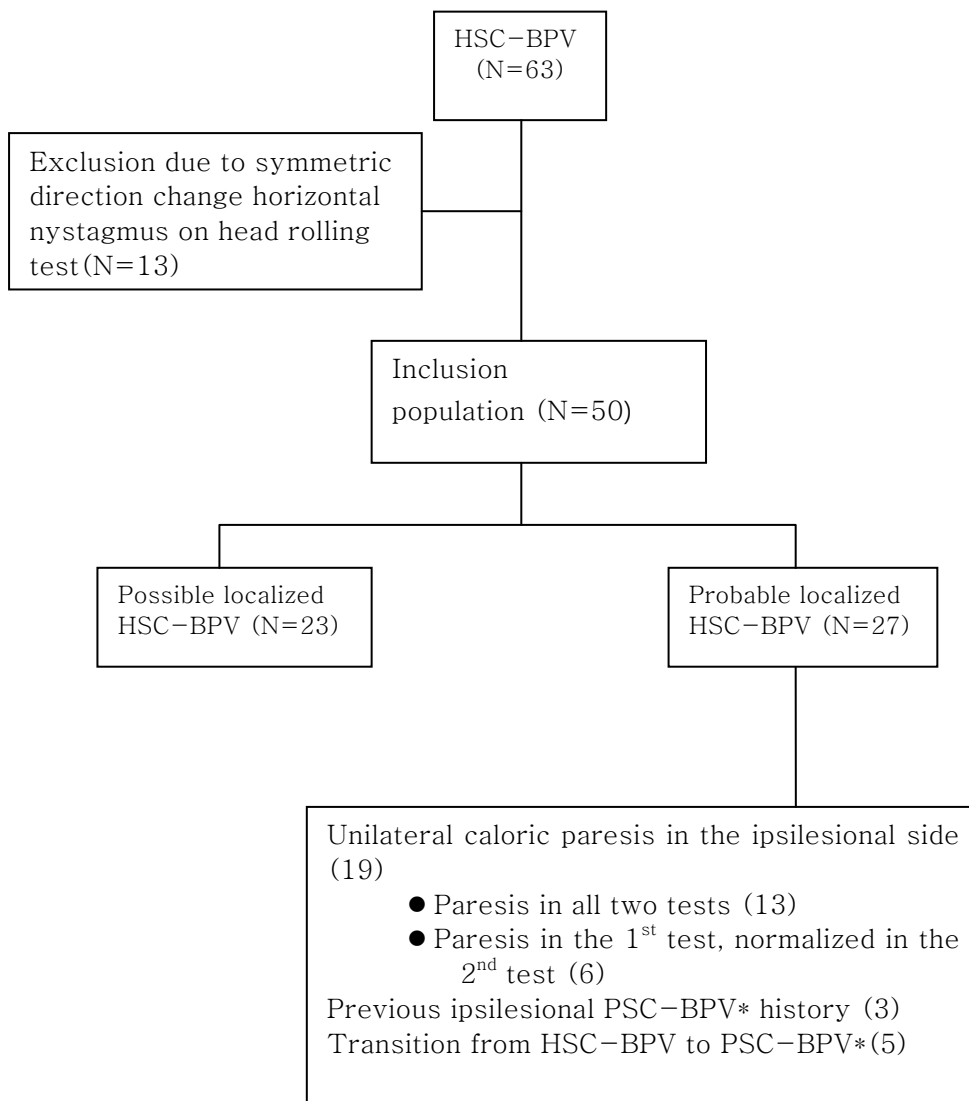 HSC-BPV
(N=63)
Exclusion due to symmetric
direction change horizontal
nystagmus on head rolling
test(N=13)
Inclusion
population (N=50)
Possible localized
HSC-BPV (N=23)
Probable localized
HSC-BPV (N=27)
Unilateral caloric paresis in the ipsilesional side
(19)
● Paresis in all two tests (13)
● Paresis in the 1st test, normalized in the
2nd test (6)
Previous ipsilesional PSC-BPV* history (3)
Transition from HSC-BPV to PSC-BPV*(5)